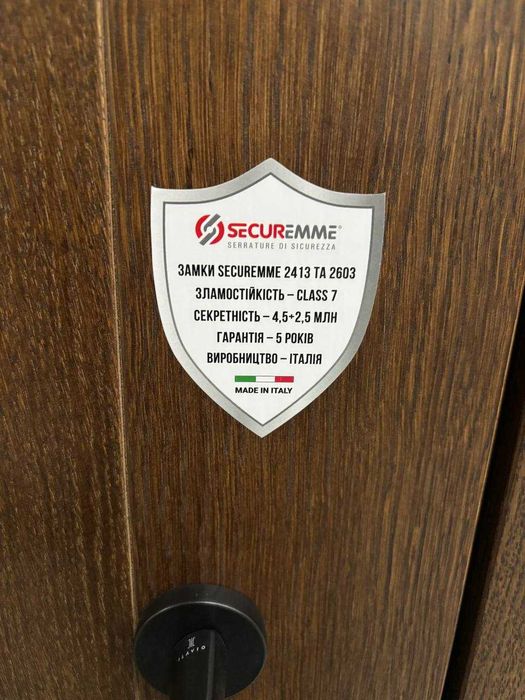 SECUREMME®
SERRATURE DI SICUREZZA
ЗАМКИ SECUREMME 2413 ТА 2603
ЗЛАМОСТІЙКІСТЬ – CLASS 7
СЕКРЕТНІСТЬ – 4,5+2,5 МЛН
ГАРАНТІЯ – 5 РОКІВ
ВИРОБНИЦТВО – ІТАЛІЯ
MADE IN ITALY
ILAVIO